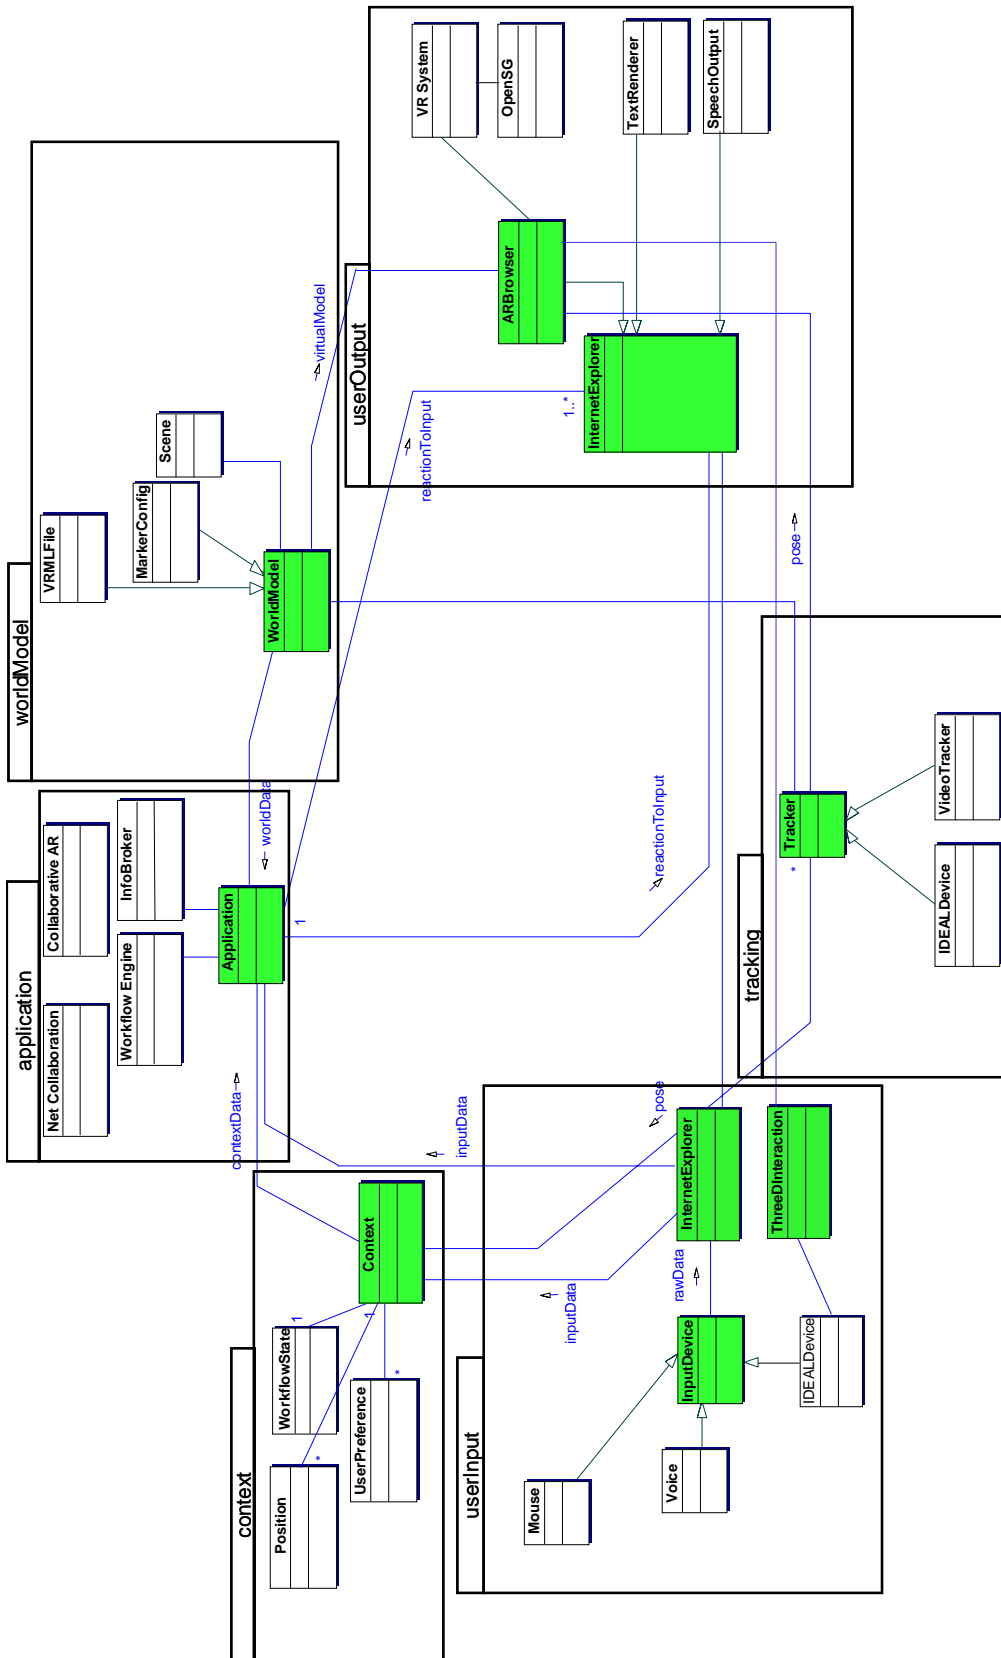 context
Position
*
WorkflowState
1
UserPreference
*
1
Context
contextData
application
Net Collaboration
Collaborative AR
Workflow Engine
InfoBroker
Application
1
worldData
worldModel
VRMLFile
MarkerConfig
Scene
WorldModel
virtualModel
reactionToInput
userInput
Mouse
Voice
InputDevice
IDEALDevice
rawData
InternetExplorer
ThreeDInteraction
inputData
inputData
pose
reactionToInput
tracking
Tracker
*
IDEALDevice
VideoTracker
pose
userOutput
VR System
OpenSG
TextRenderer
SpeechOutput
ARBrowser
InternetExplorer
1..*